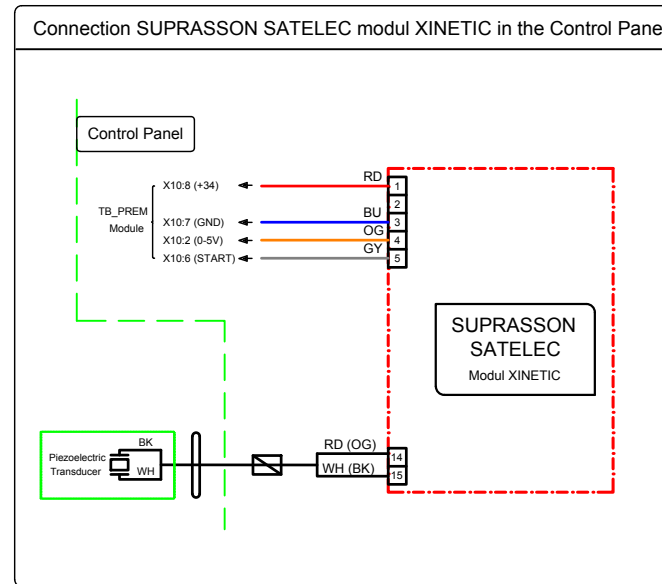 Connection SUPRASSON SATELEC modul XINETIC in the Control Pane
Control Panel
TB_PREM
Module
X10:8 (+34)
X10:7 (GND)
X10:2 (0-5V)
X10:6 (START)
RD
BU
OG
GY
1
2
3
4
5
SUPRASSON
SATELEC
Modul XINETIC
Piezoelectric
Transducer
BK
WH
RD (OG)
WH (BK)
14
15